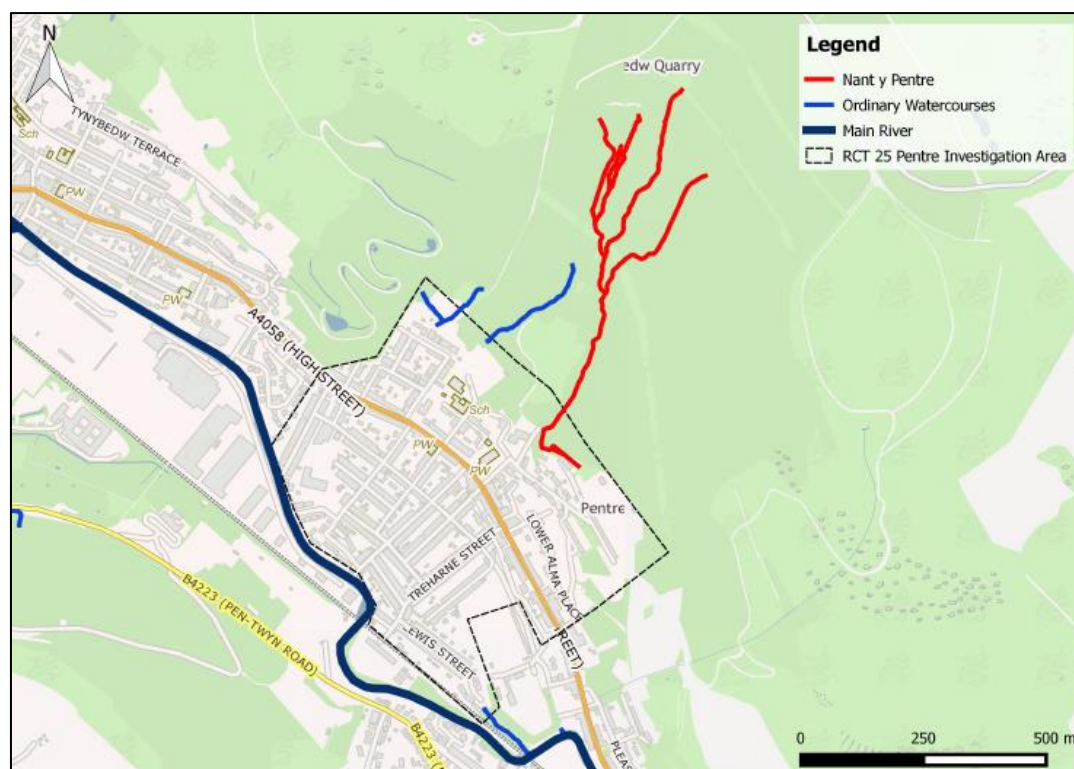 N
edw Quarry
Legend
Nant y Pentre
Ordinary Watercourses
Main River
RCT 25 Pentre Investigation Area
TYNYBEDW TERRACE
Sch
PW
PW
A4058 (HIGH STREET)
Sch
PW
PW
Pentre
LOWER ALMA PLACE
TREHARNE STREET
REET)
LEWIS STREET
B4223 (PEN-TWYN ROAD)
B4223 (
PLEAS
0 250 500 m